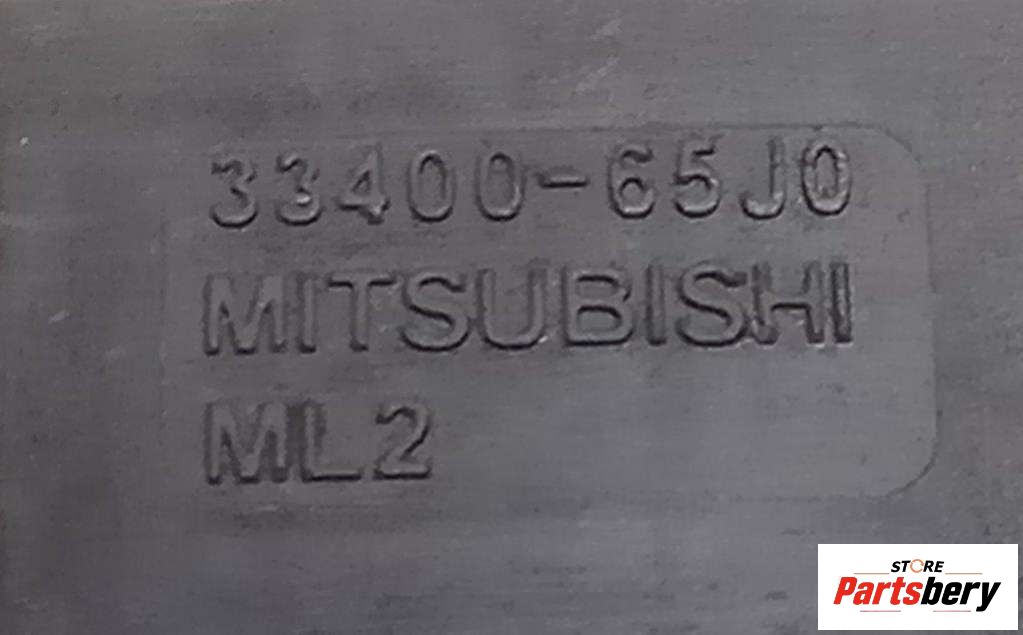 33400-65J0
MITSUBISHI
ML2
STORE
Partsbery